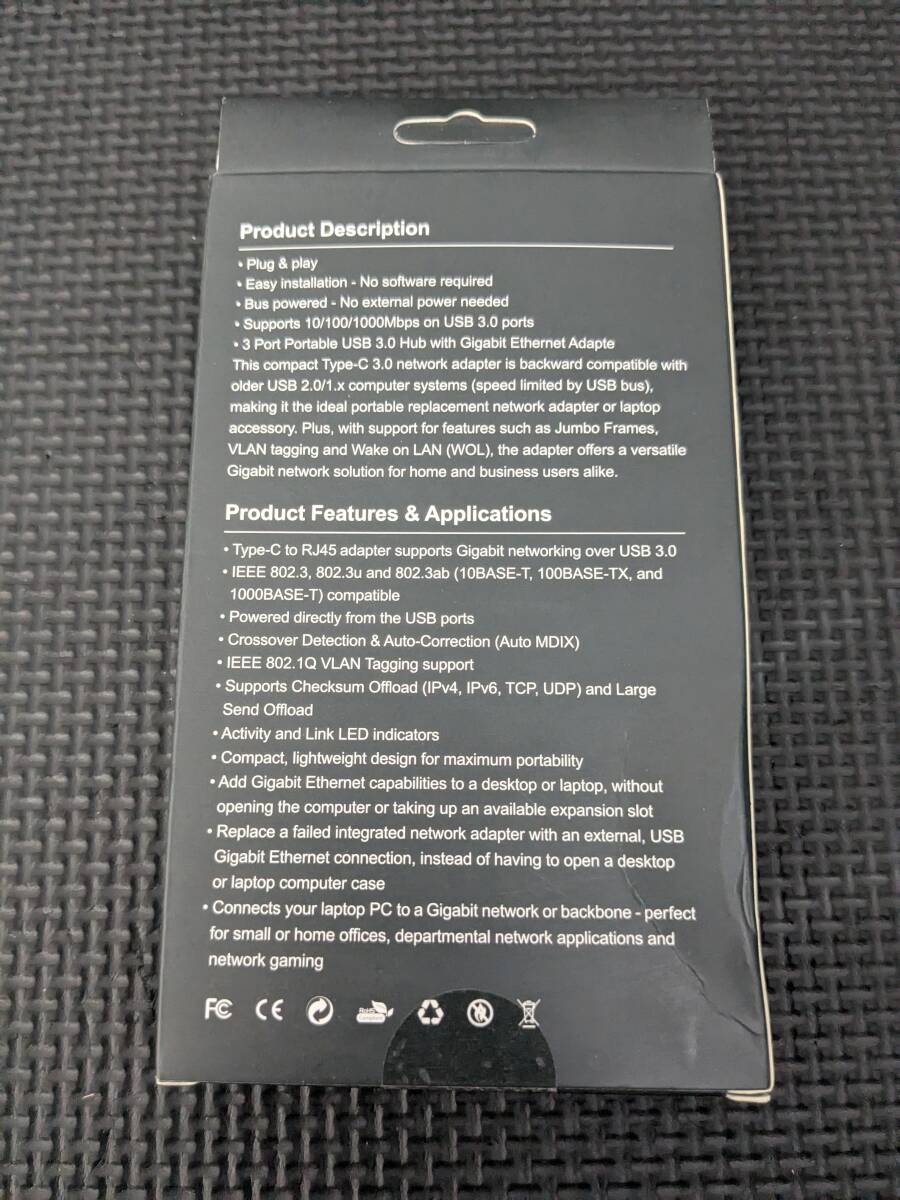 Product Description
• Plug & play
• Easy installation - No software required
• Bus powered - No external power needed
• Supports 10/100/1000Mbps on USB 3.0 ports
• 3 Port Portable USB 3.0 Hub with Gigabit Ethernet Adapte
This compact Type-C 3.0 network adapter is backward compatible with
older USB 2.0/1.x computer systems (speed limited by USB bus),
making it the ideal portable replacement network adapter or laptop
accessory. Plus, with support for features such as Jumbo Frames,
VLAN tagging and Wake on LAN (WOL), the adapter offers a versatile
Gigabit network solution for home and business users alike.
Product Features & Applications
• Type-C to RJ45 adapter supports Gigabit networking over USB 3.0
• IEEE 802.3, 802.3u and 802.3ab (10BASE-T, 100BASE-TX, and
1000BASE-T) compatible
• Powered directly from the USB ports
• Crossover Detection & Auto-Correction (Auto MDIX)
• IEEE 802.1Q VLAN Tagging support
• Supports Checksum Offload (IPv4, IPv6, TCP, UDP) and Large
Send Offload
• Activity and Link LED indicators
• Compact, lightweight design for maximum portability
• Add Gigabit Ethernet capabilities to a desktop or laptop, without
opening the computer or taking up an available expansion slot
• Replace a failed integrated network adapter with an external, USB
Gigabit Ethernet connection, instead of having to open a desktop
or laptop computer case
• Connects your laptop PC to a Gigabit network or backbone - perfect
for small or home offices, departmental network applications and
network gaming
FC CE RoHS Compliant